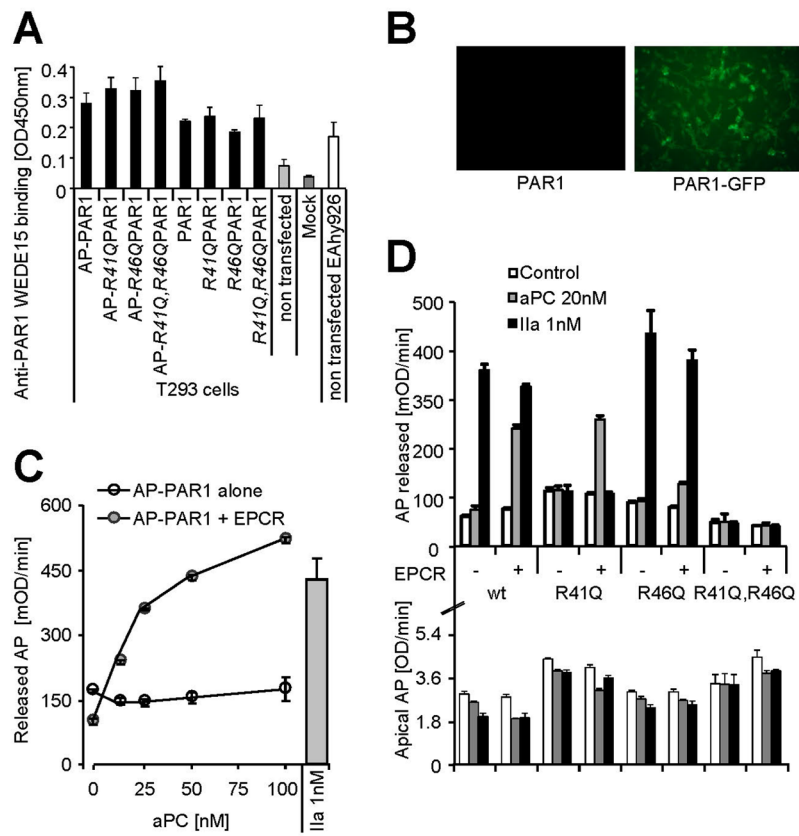 A
Anti-PAR1 WEDE15 binding [OD450nm]
0.4
0.3
0.2
0.1
0
AP-PAR1
AP-R41QPAR1
AP-R46QPAR1
AP-R41Q,R46QPAR1
PAR1
R41QPAR1
R46QPAR1
R41Q,R46QPAR1
non transfected
Mock
non transfected EAhy926
T293 cells
B
PAR1
PAR1-GFP
C
AP-PAR1 alone
AP-PAR1 + EPCR
Released AP [mOD/min]
600
450
300
150
0
0
25
50
75
100
IIa 1nM
aPC [nM]
D
Control
aPC 20nM
IIa 1nM
AP released [mOD/min]
500
400
350
200
100
0
EPCR - + - + - + - +
wt R41Q R46Q R41Q,R46Q
Apical AP [OD/min]
5.4
3.6
1.8
0